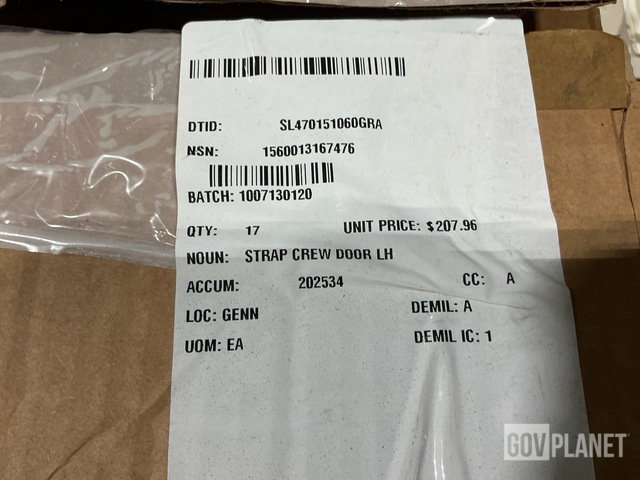 DTID: SL470151060GRA
NSN: 1560013167476
BATCH: 1007130120
QTY: 17 UNIT PRICE: $207.96
NOUN: STRAP CREW DOOR LH
ACCUM: 202534 CC: A
LOC: GENN DEMIL: A
UOM: EA DEMIL IC: 1
GOVPLANET